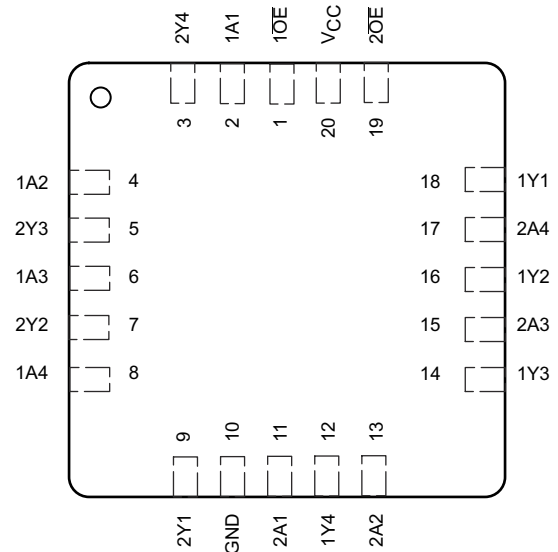 2Y4 1A1 1O̅E̅ VCC 2O̅E̅
3 2 1 20 19
1A2 4 18 1Y1
2Y3 5 17 2A4
1A3 6 16 1Y2
2Y2 7 15 2A3
1A4 8 14 1Y3
9 10 11 12 13
2Y1 GND 2A1 1Y4 2A2